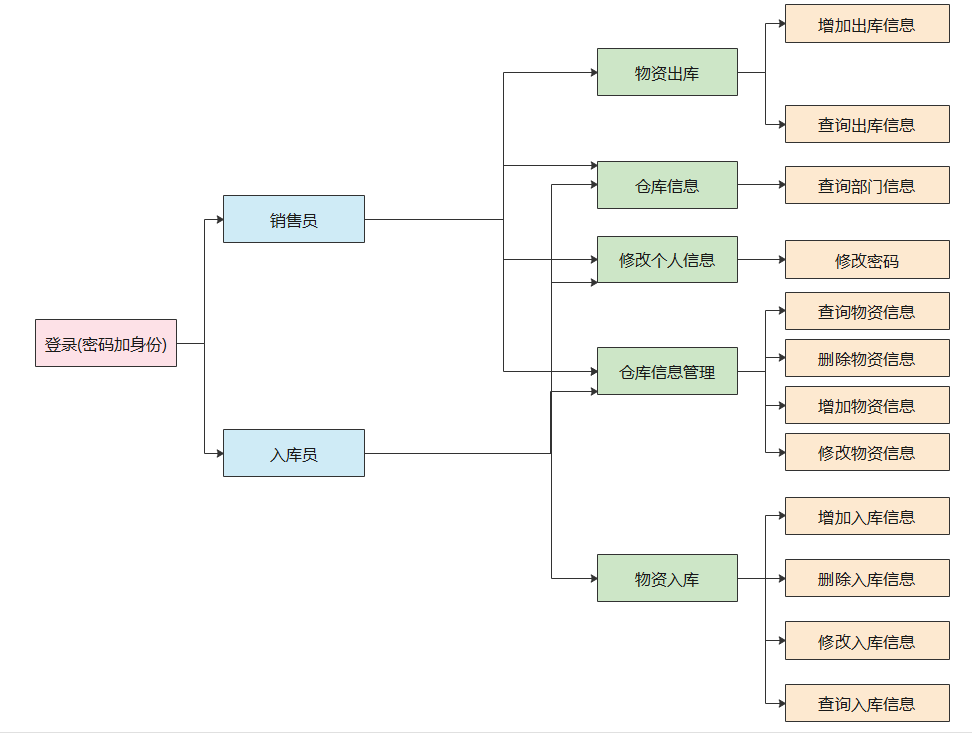 登录(密码加身份)
销售员
入库员
物资出库
仓库信息
修改个人信息
仓库信息管理
物资入库
增加出库信息
查询出库信息
查询部门信息
修改密码
查询物资信息
删除物资信息
增加物资信息
修改物资信息
增加入库信息
删除入库信息
修改入库信息
查询入库信息